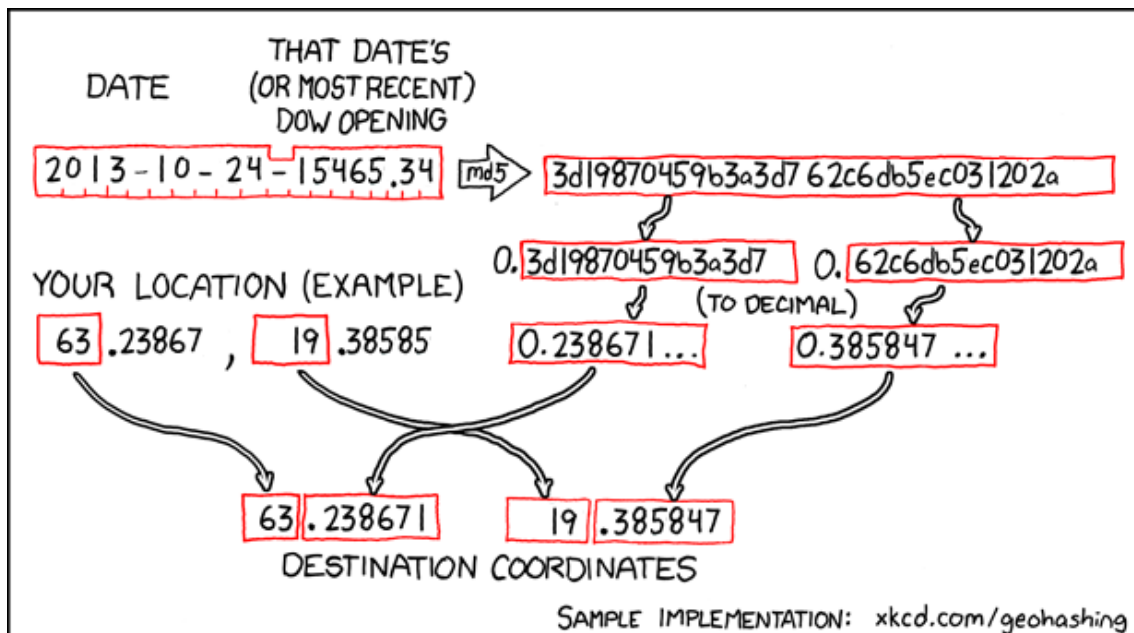 DATE
THAT DATE'S
(OR MOST RECENT)
DOW OPENING
2013-10-24-15465.34
md5
3d19870459b3a3d762c6db5ec031202a
0.3d19870459b3a3d7
0.62c6db5ec031202a
YOUR LOCATION (EXAMPLE)
(TO DECIMAL)
63.23867, 19.38585
0.238671...
0.385847...
63.238671
19.385847
DESTINATION COORDINATES
SAMPLE IMPLEMENTATION: xkcd.com/geohashing